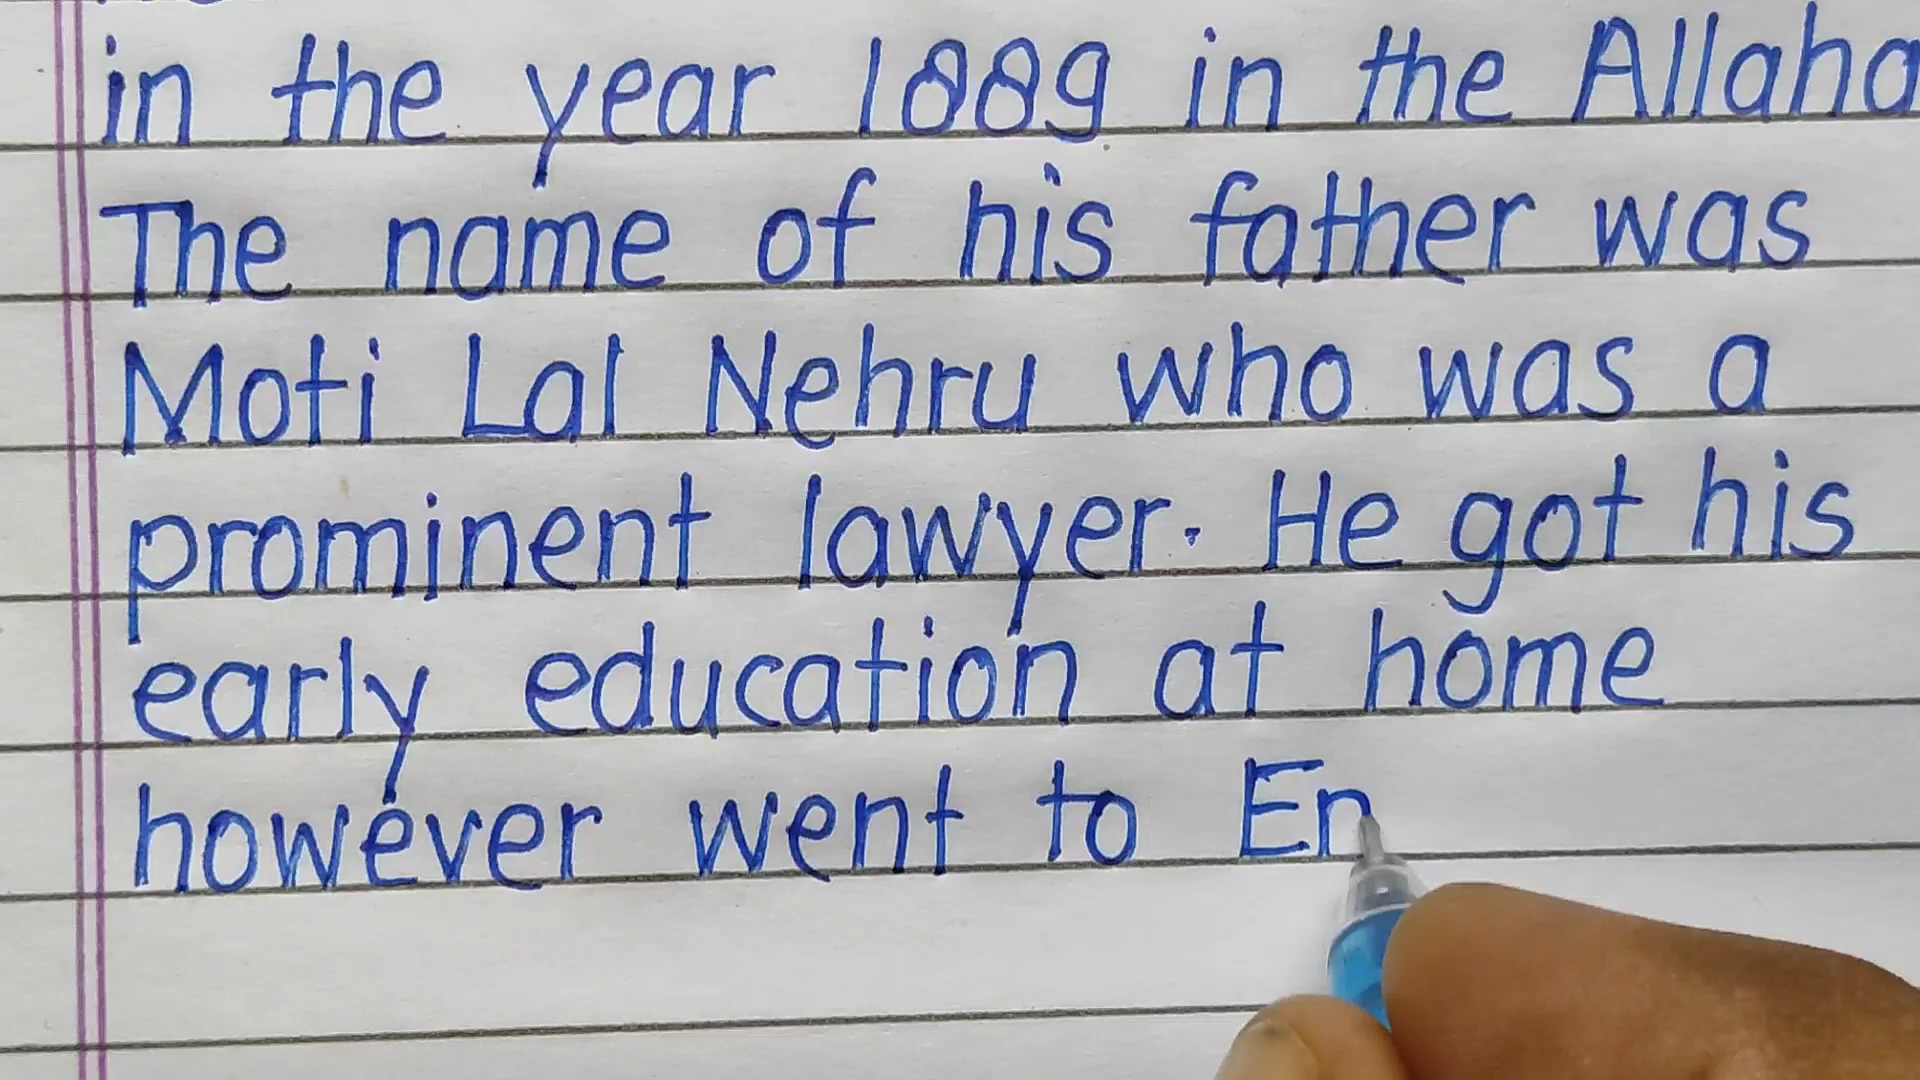 in the year 1889 in the Allaha
The name of his father was
Moti Lal Nehru who was a
prominent lawyer. He got his
early education at home
however went to En